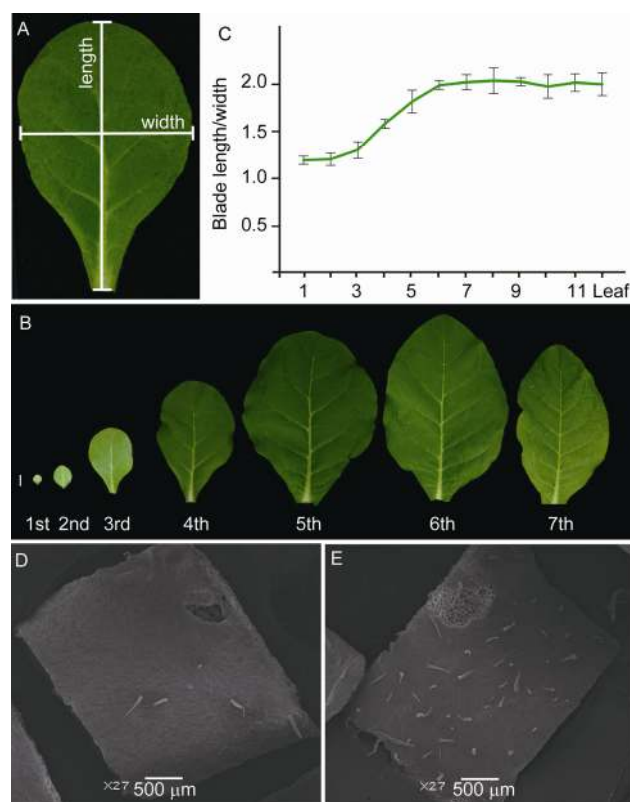 A
length
width
C
Blade length/width
2.0
1.5
1.0
0.5
1 3 5 7 9 11 Leaf
B
1st 2nd 3rd 4th 5th 6th 7th
D
×27 500 µm
E
×27 500 µm